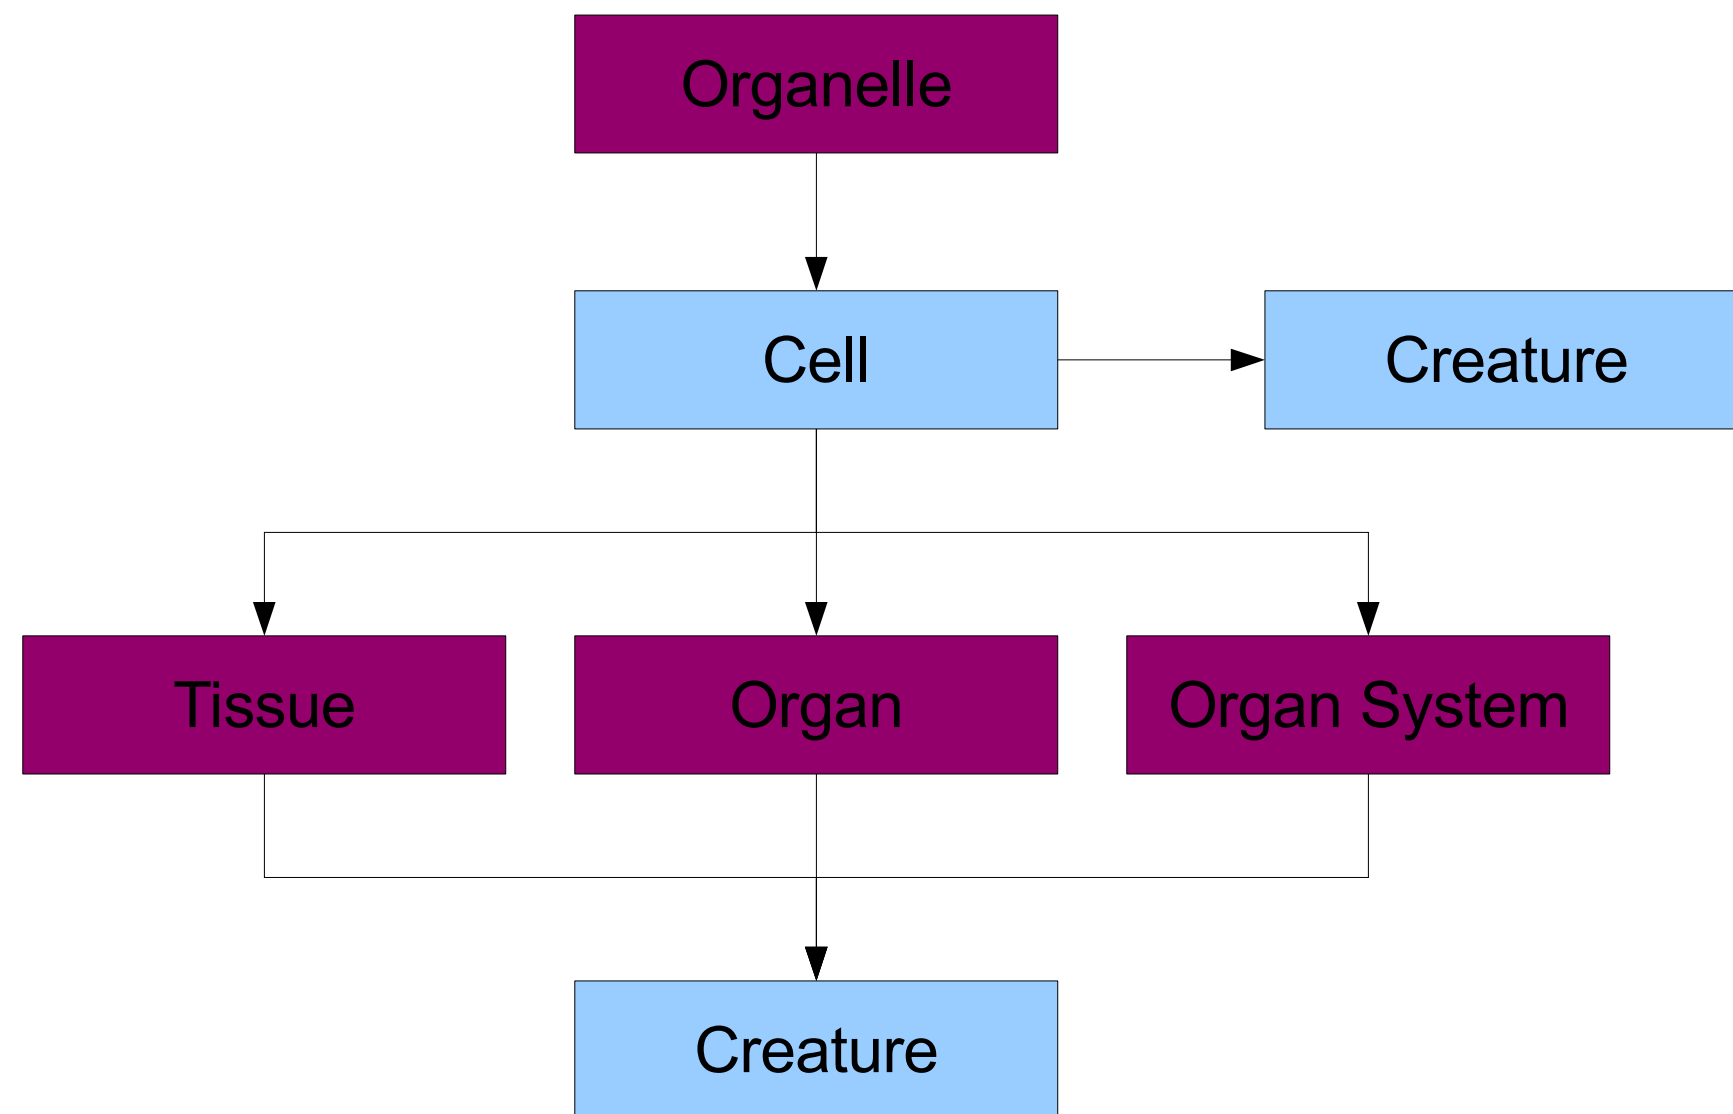 Organelle
Cell
Creature
Tissue
Organ
Organ System
Creature